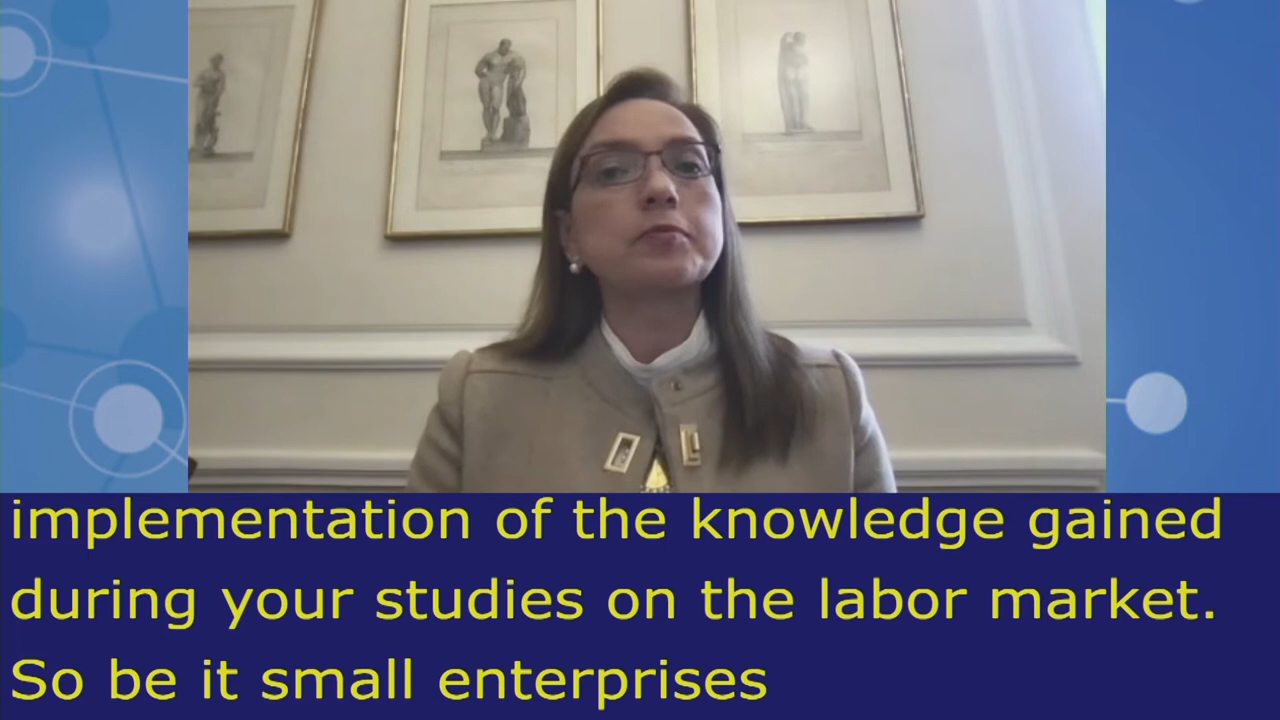 implementation of the knowledge gained
during your studies on the labor market.
So be it small enterprises